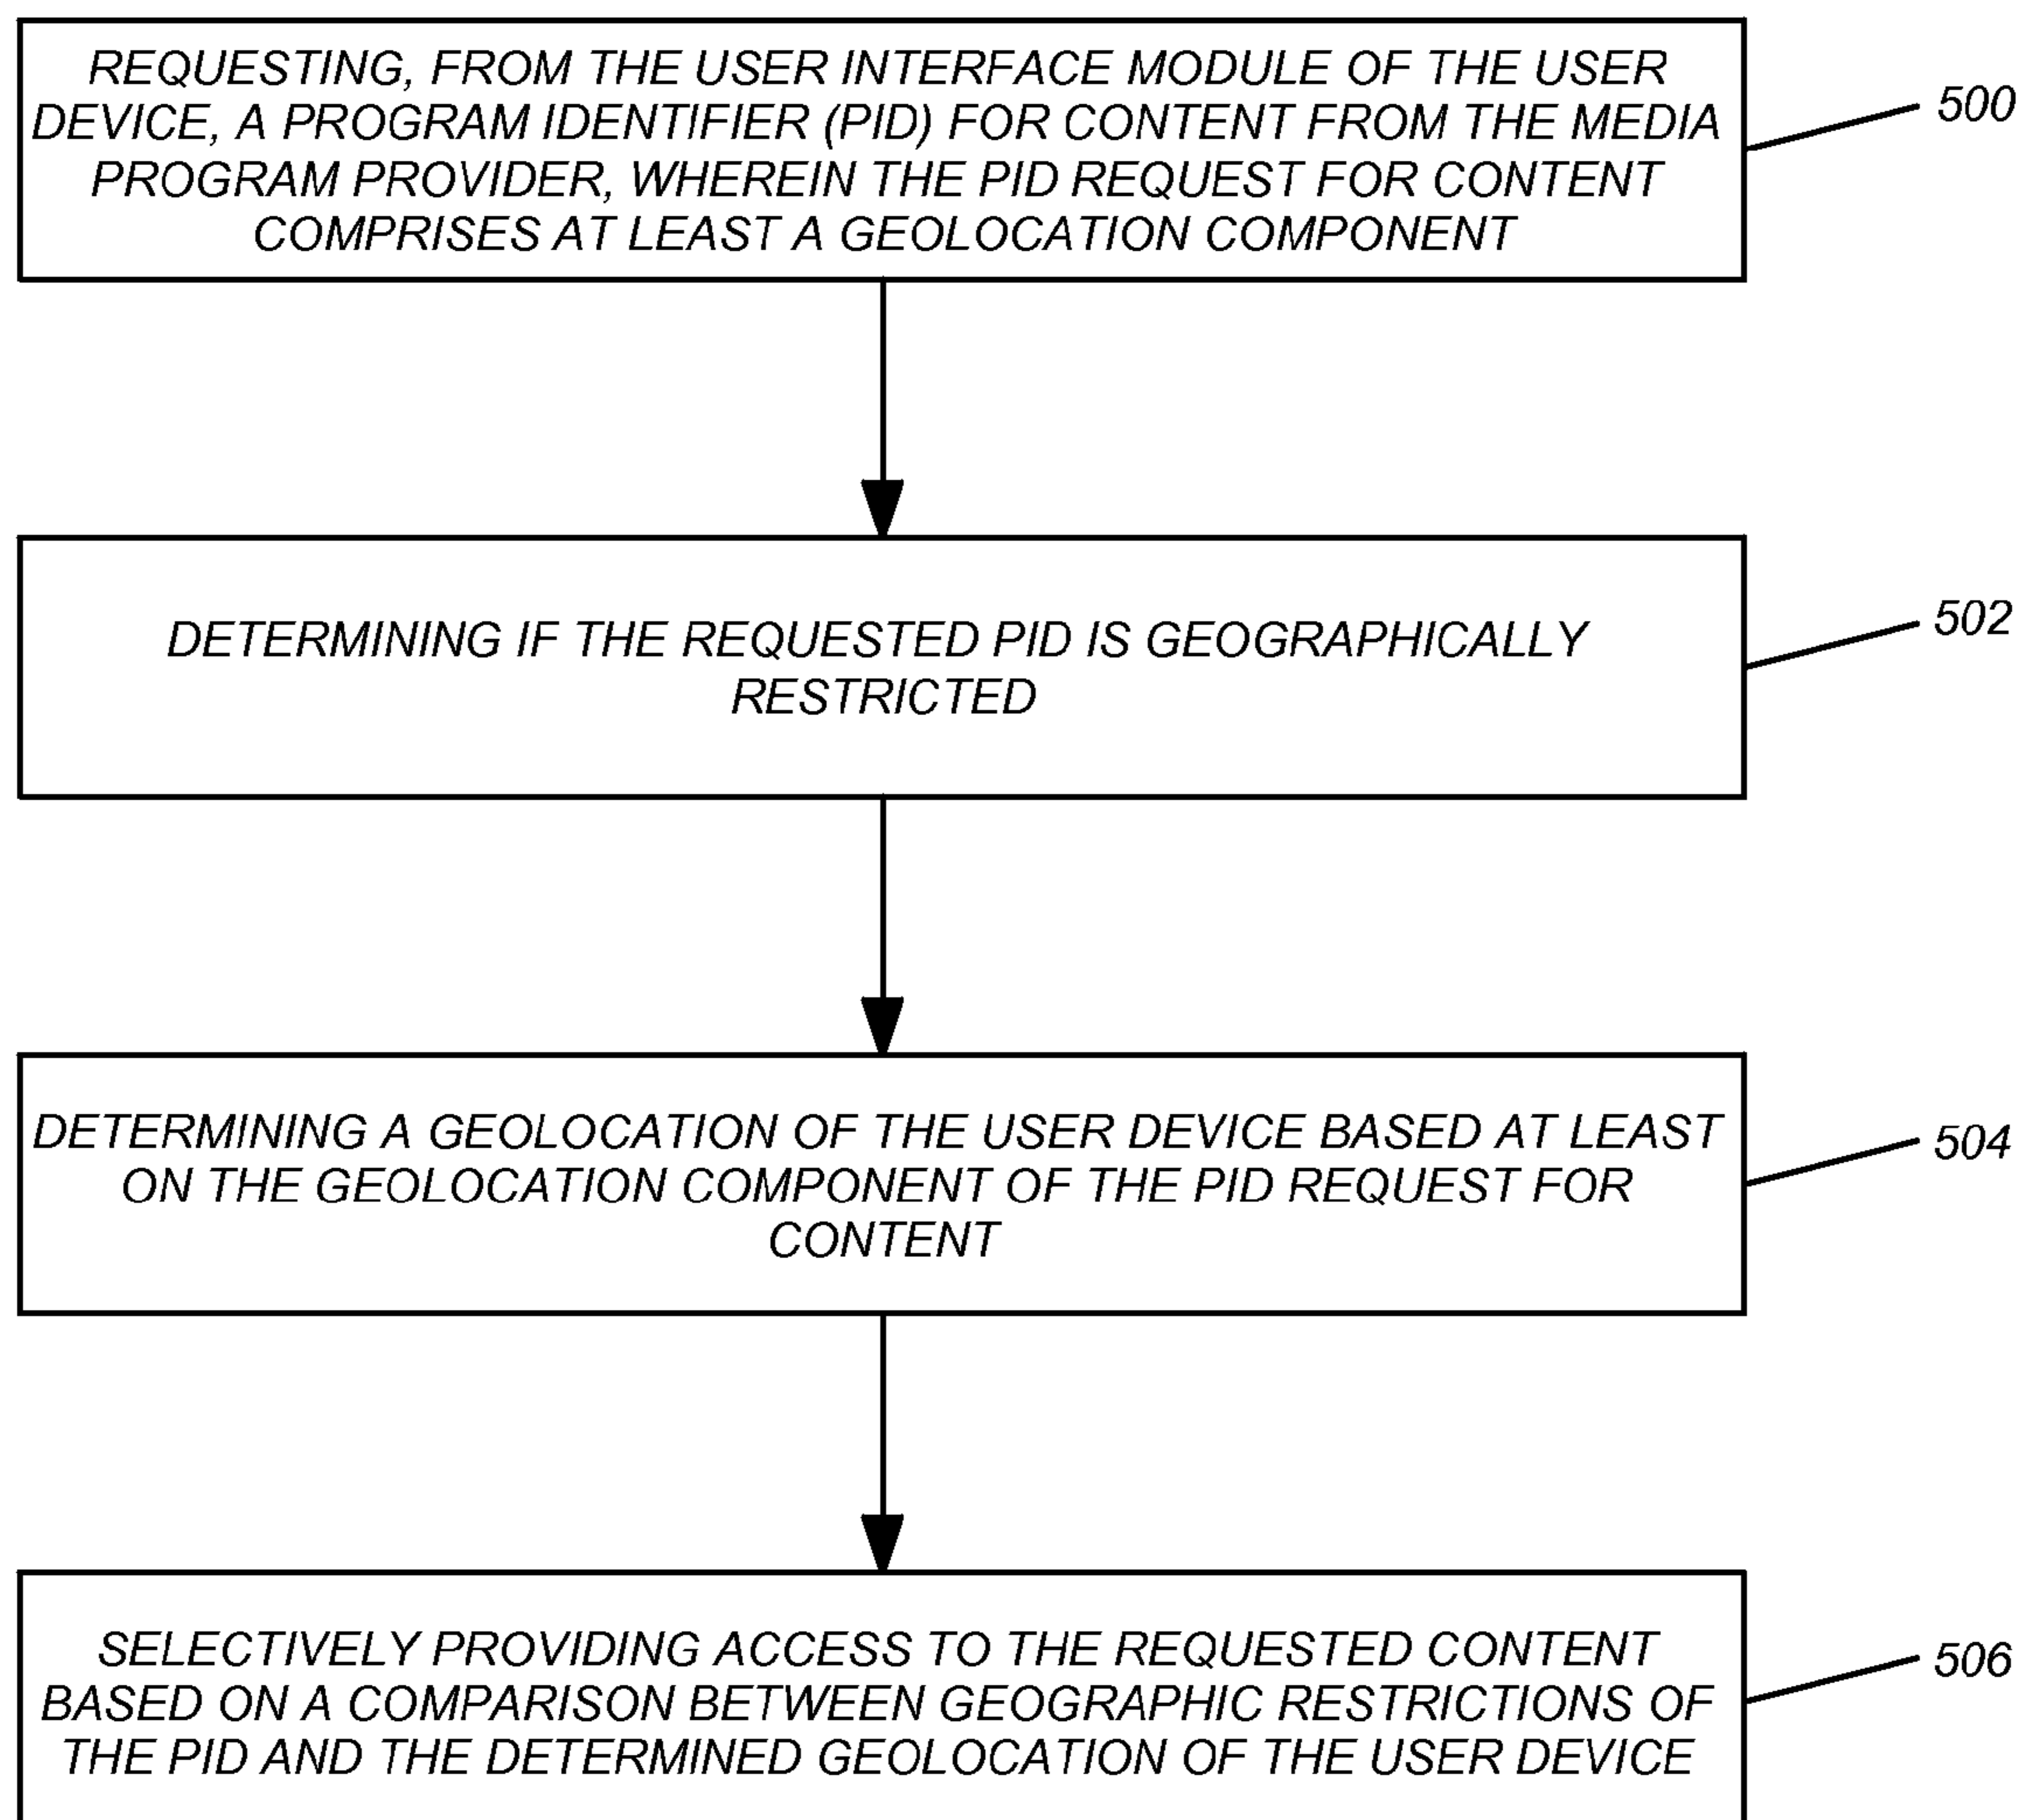 REQUESTING, FROM THE USER INTERFACE MODULE OF THE USER
DEVICE, A PROGRAM IDENTIFIER (PID) FOR CONTENT FROM THE MEDIA
PROGRAM PROVIDER, WHEREIN THE PID REQUEST FOR CONTENT
COMPRISES AT LEAST A GEOLOCATION COMPONENT
500
DETERMINING IF THE REQUESTED PID IS GEOGRAPHICALLY
RESTRICTED
502
DETERMINING A GEOLOCATION OF THE USER DEVICE BASED AT LEAST
ON THE GEOLOCATION COMPONENT OF THE PID REQUEST FOR
CONTENT
504
SELECTIVELY PROVIDING ACCESS TO THE REQUESTED CONTENT
BASED ON A COMPARISON BETWEEN GEOGRAPHIC RESTRICTIONS OF
THE PID AND THE DETERMINED GEOLOCATION OF THE USER DEVICE
506